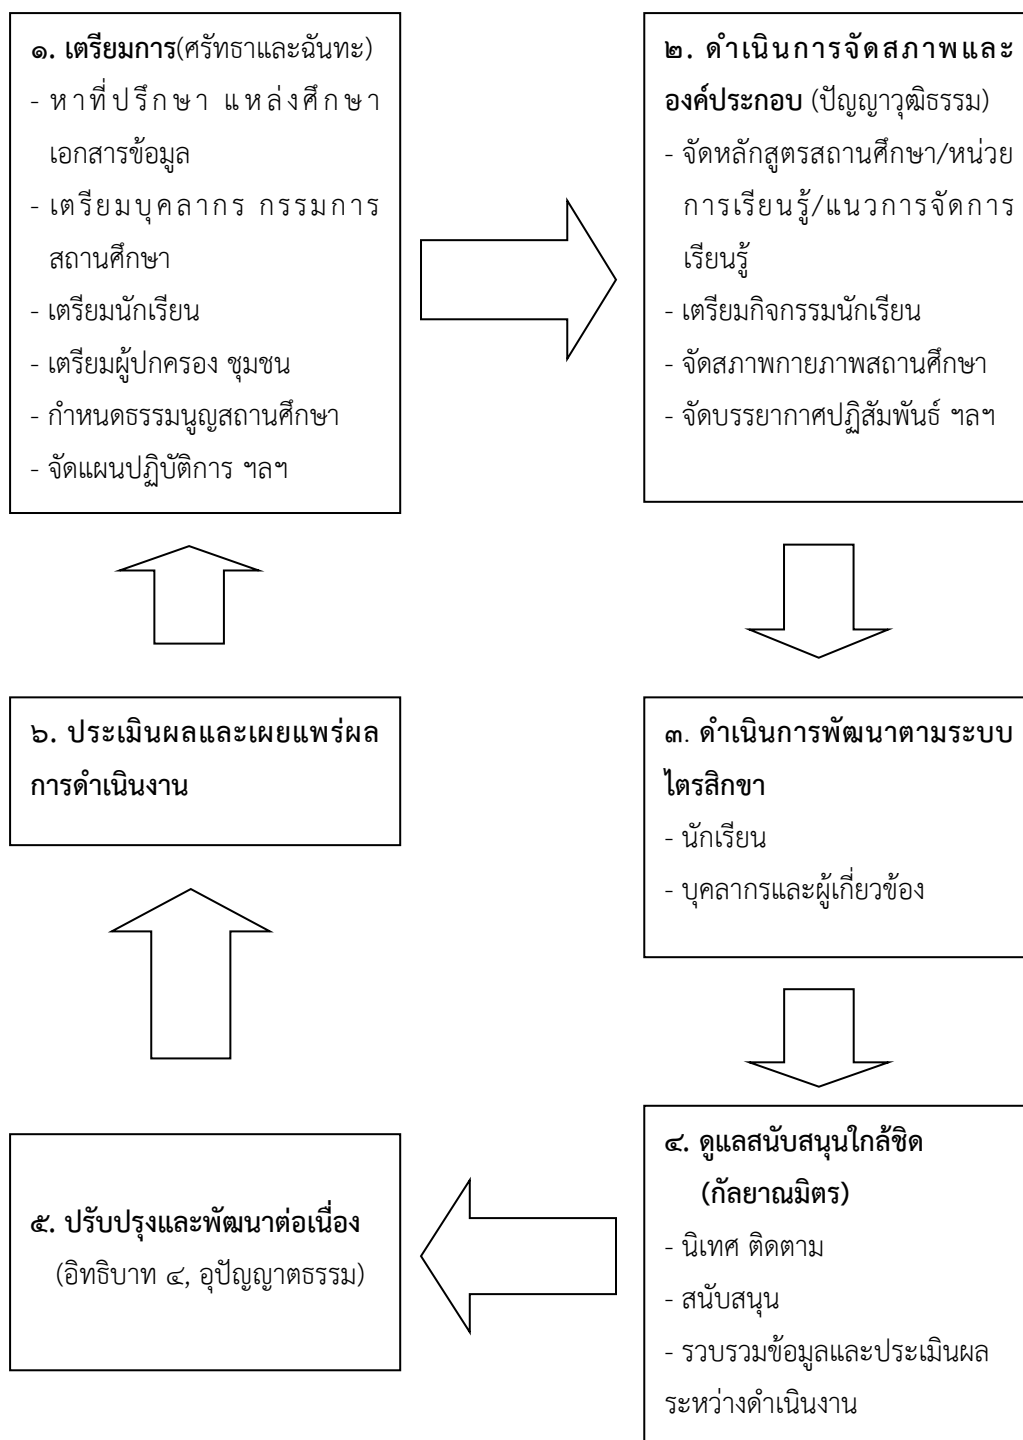 ๑. เตรียมการ(ศรัทธาและฉันทะ)
- หาที่ปรึกษา แหล่งศึกษา
เอกสารข้อมูล
- เตรียมบุคลากร กรรมการ
สถานศึกษา
- เตรียมนักเรียน
- เตรียมผู้ปกครอง ชุมชน
- กำหนดธรรมนูญสถานศึกษา
- จัดแผนปฏิบัติการ ฯลฯ
๒. ดำเนินการจัดสภาพและ
องค์ประกอบ (ปัญญาวุฒิธรรม)
- จัดหลักสูตรสถานศึกษา/หน่วย
การเรียนรู้/แนวการจัดการ
เรียนรู้
- เตรียมกิจกรรมนักเรียน
- จัดสภาพกายภาพสถานศึกษา
- จัดบรรยากาศปฏิสัมพันธ์ ฯลฯ
๓. ดำเนินการพัฒนาตามระบบ
ไตรสิกขา
- นักเรียน
- บุคลากรและผู้เกี่ยวข้อง
๔. ดูแลสนับสนุนใกล้ชิด
(กัลยาณมิตร)
- นิเทศ ติดตาม
- สนับสนุน
- รวบรวมข้อมูลและประเมินผล
ระหว่างดำเนินงาน
๕. ปรับปรุงและพัฒนาต่อเนื่อง
(อิทธิบาท ๔, อุปัญญาตธรรม)
๖. ประเมินผลและเผยแพร่ผล
การดำเนินงาน